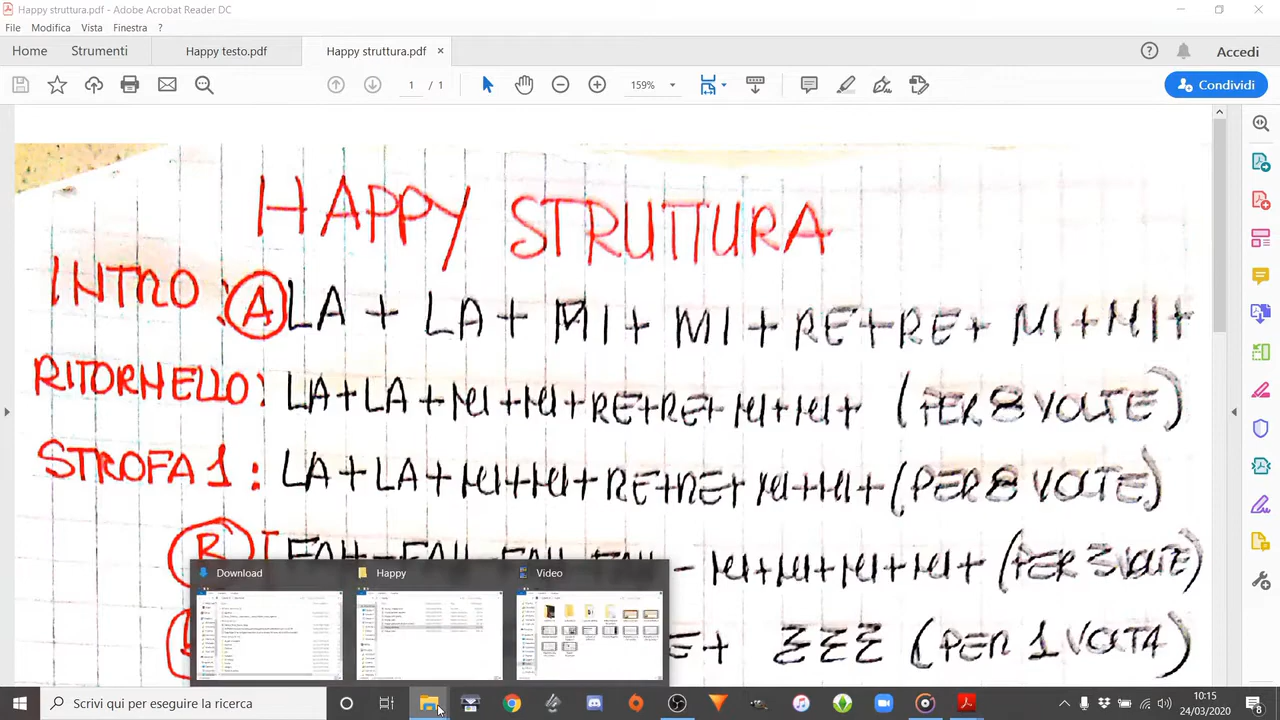 Happy struttura.pdf - Adobe Acrobat Reader DC
File Modifica Vista Finestra ?
Home Strumenti Happy testo.pdf Happy struttura.pdf × Accedi
1 / 1 159% Condividi
HAPPY STRUTTURA
INTRO : A LA + LA + MI + MI + RE + RE + MI + MI +
RITORNELLO: LA + LA + MI + MI + RE + RE + MI + MI + (PER 8 VOLTE)
STROFA 1 : LA + LA + MI + MI + RE + RE + MI + MI + (PER 8 VOLTE)
B - MI + MI + MI + MI + (PER 3 VOLTE)
(PER 1 VOLTA)
Download Happy Video
Scrivi qui per eseguire la ricerca
10:15
24/03/2020
8